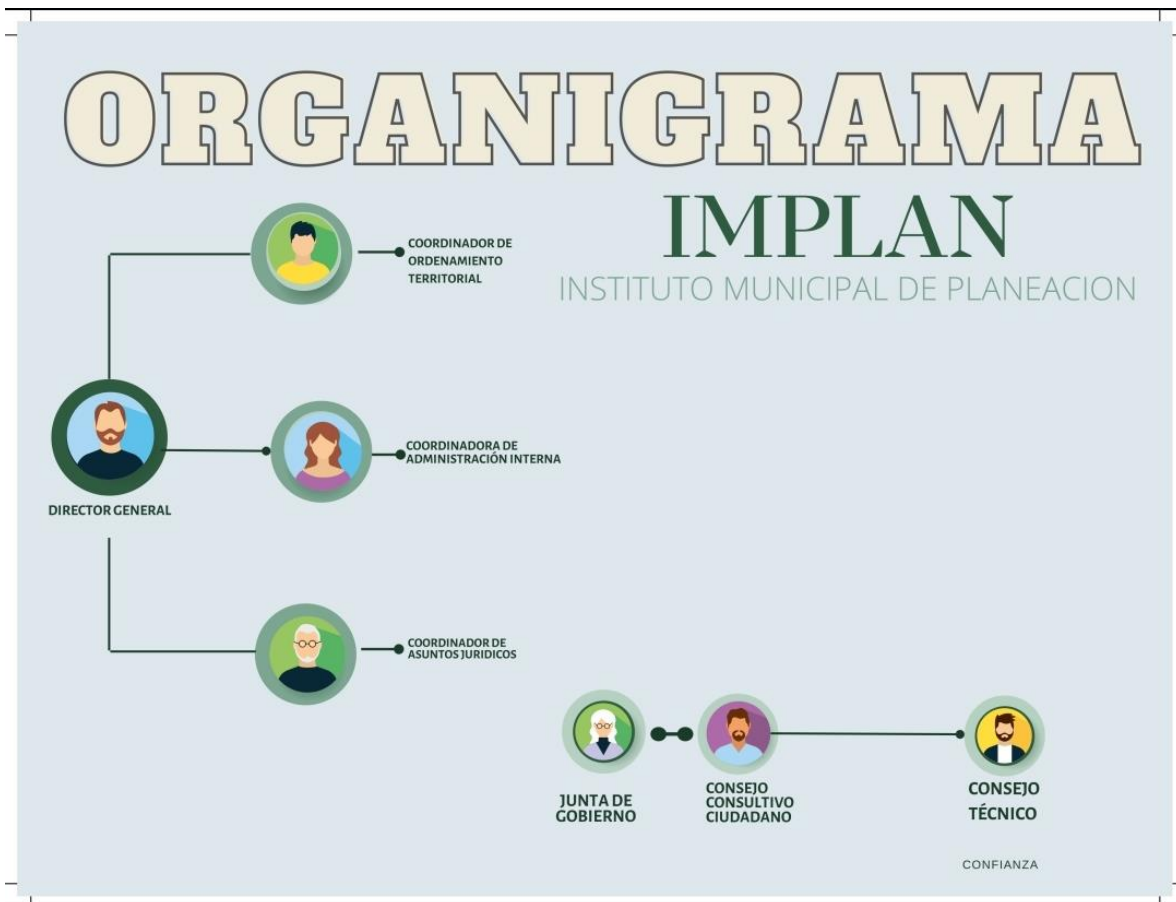 ORGANIGRAMA
IMPLAN
INSTITUTO MUNICIPAL DE PLANEACION
COORDINADOR DE
ORDENAMIENTO
TERRITORIAL
COORDINADORA DE
ADMINISTRACIÓN INTERNA
DIRECTOR GENERAL
COORDINADOR DE
ASUNTOS JURIDICOS
JUNTA DE
GOBIERNO
CONSEJO
CONSULTIVO
CIUDADANO
CONSEJO
TÉCNICO
CONFIANZA